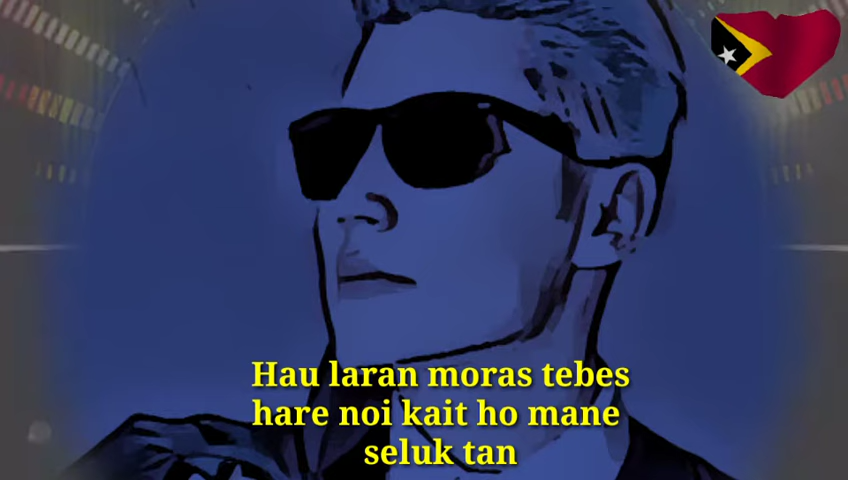 Hau laran moras tebes
hare noi kait ho mane
seluk tan